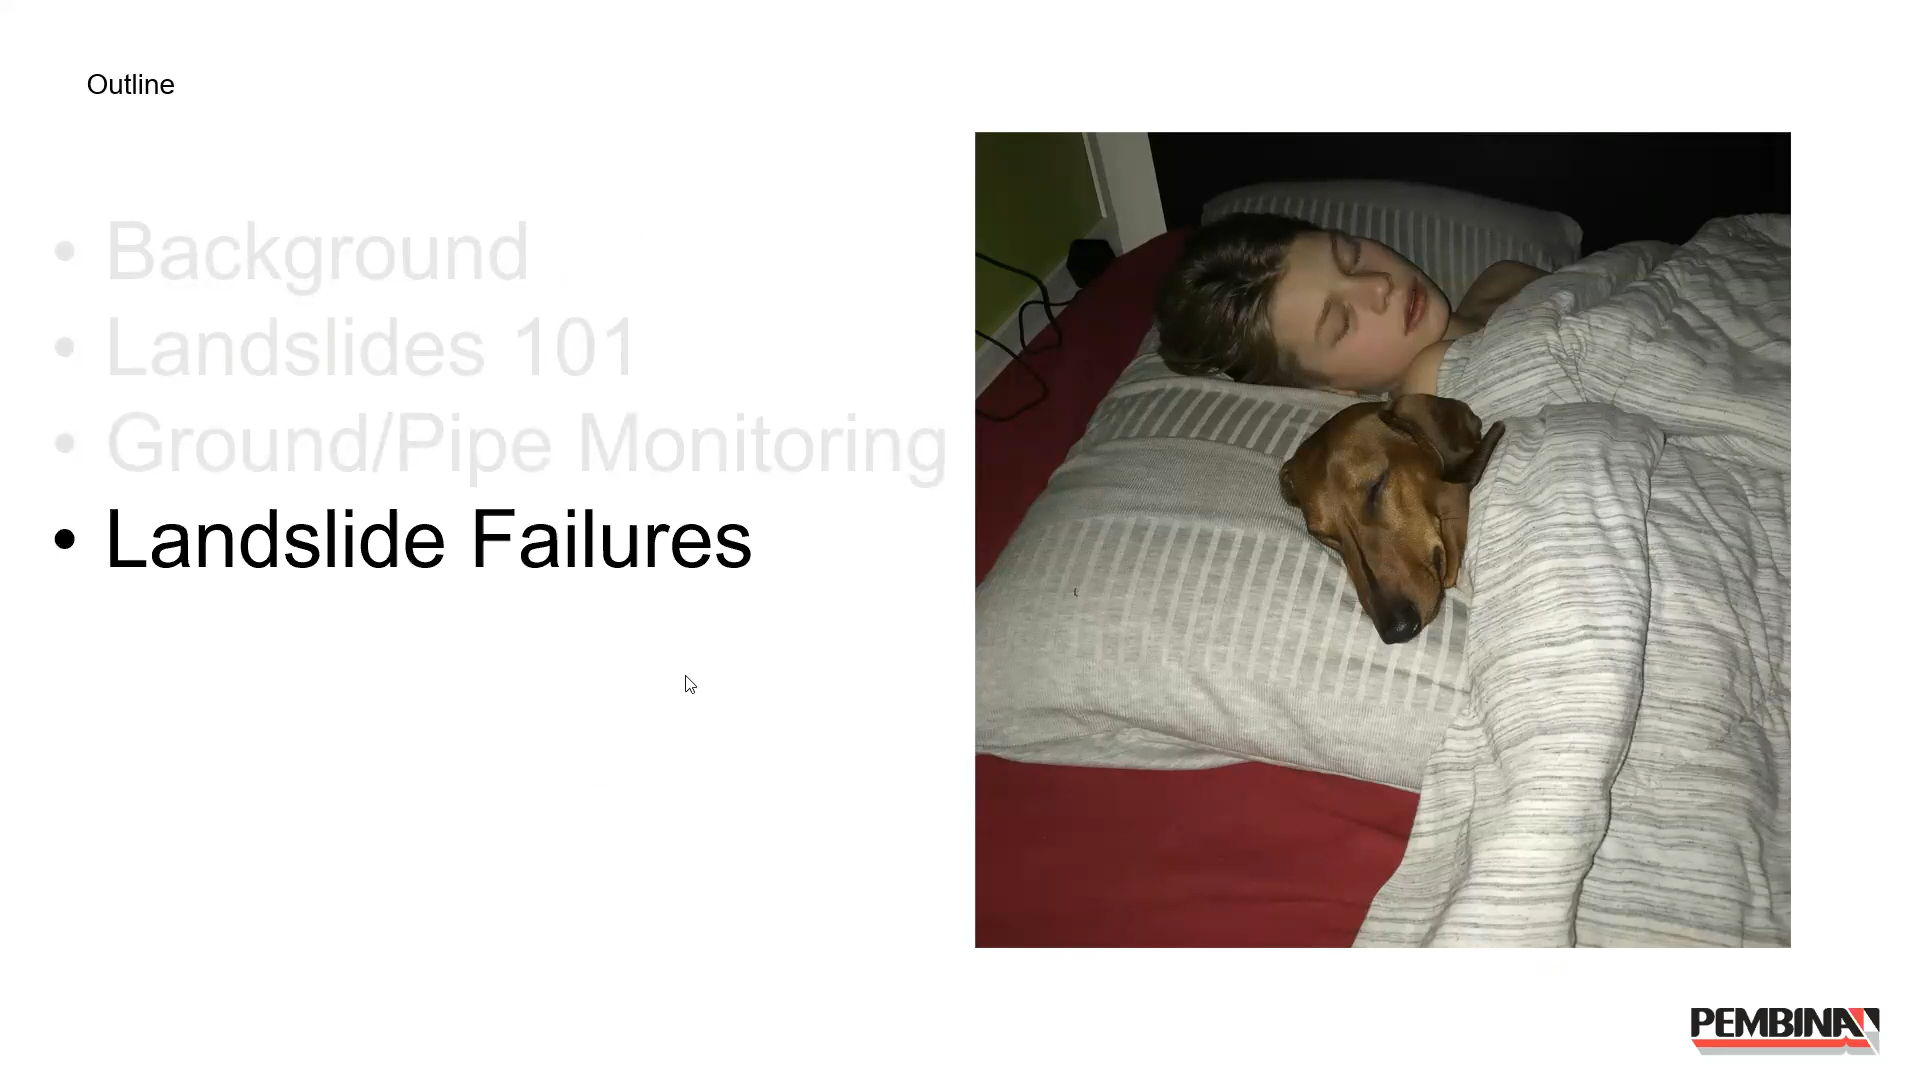 Outline
• Background
• Landslides 101
• Ground/Pipe Monitoring
• Landslide Failures
PEMBINA